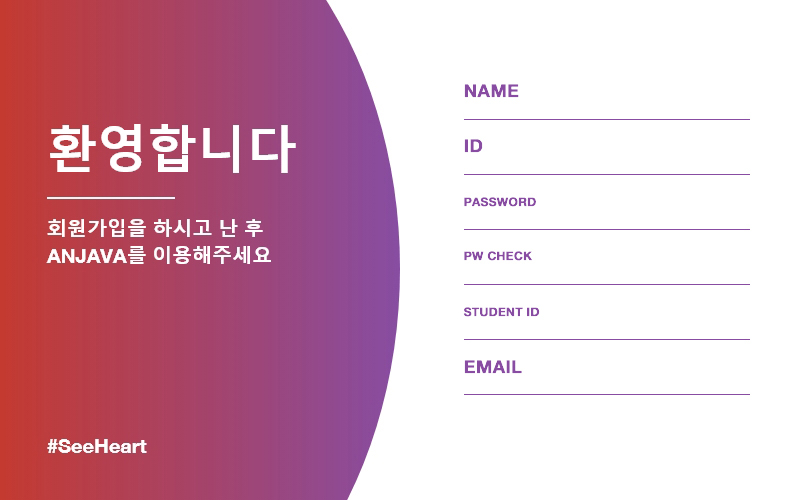 환영합니다
회원가입을 하시고 난 후
ANJAVA를 이용해주세요
#SeeHeart
NAME
ID
PASSWORD
PW CHECK
STUDENT ID
EMAIL